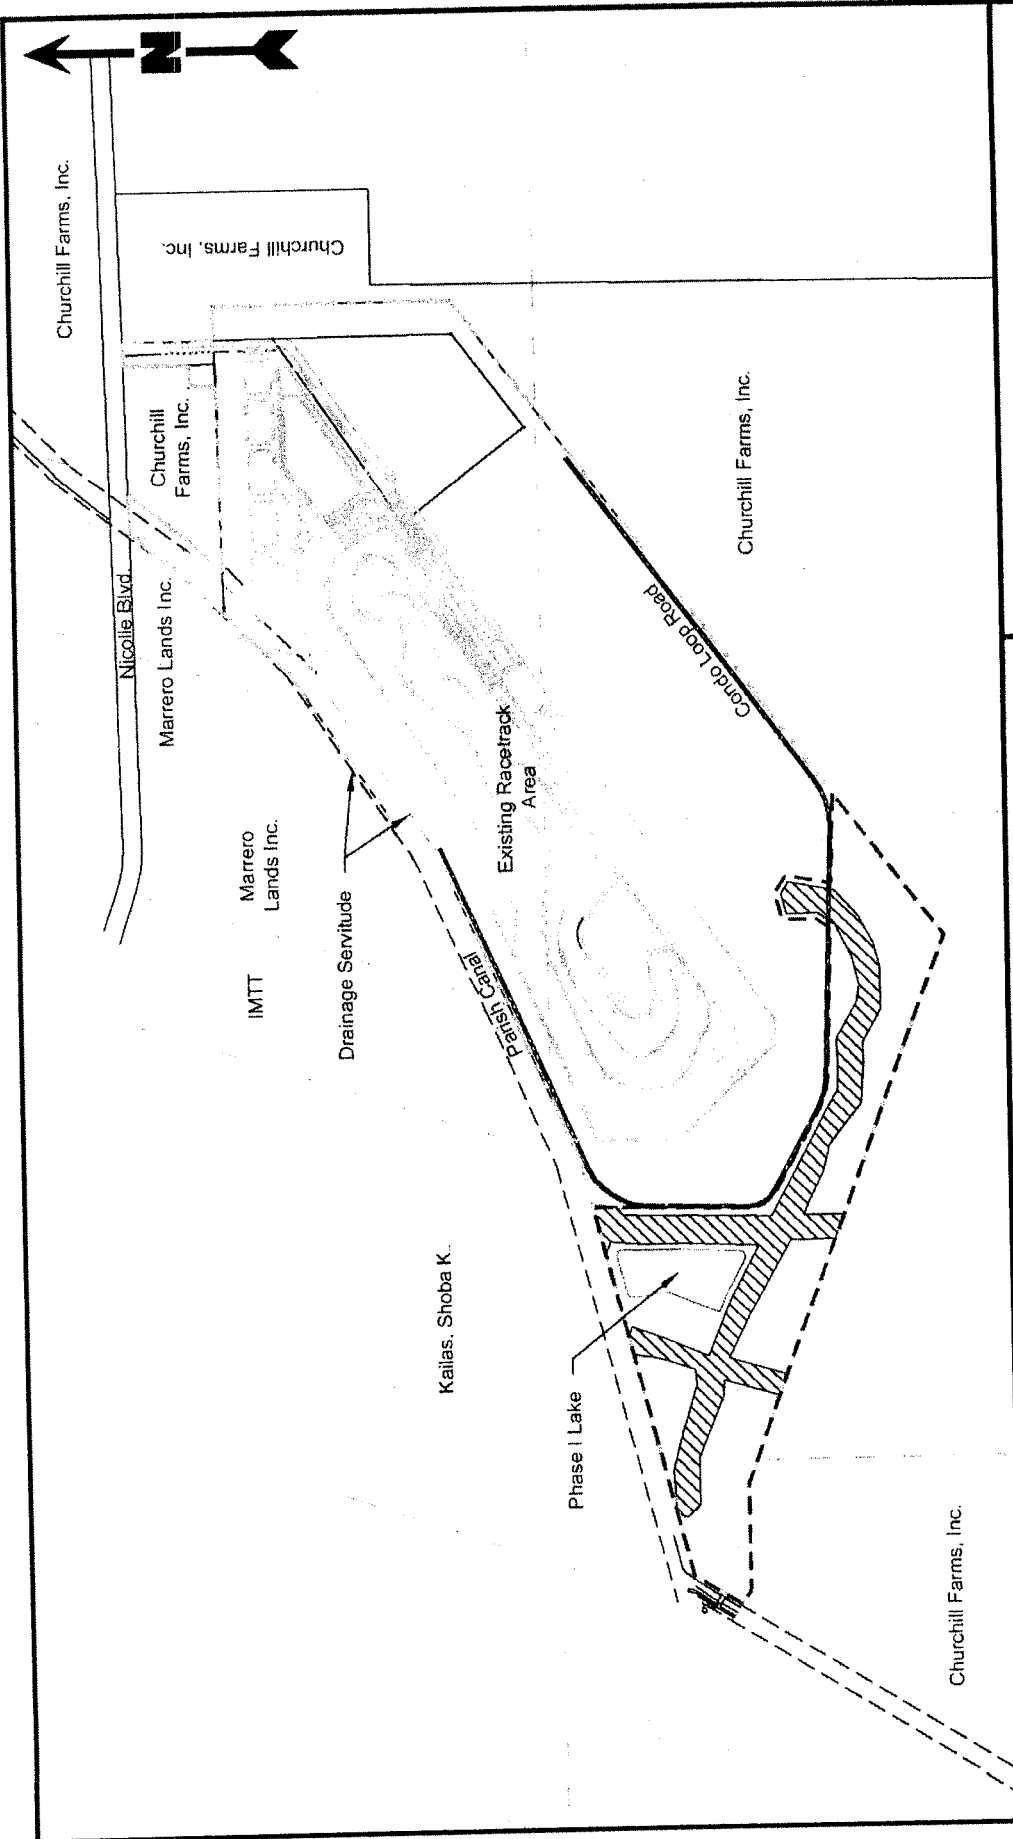 N
Churchill Farms, Inc.
Churchill Farms, Inc.
Churchill
Farms, Inc.
Nicolle Blvd.
Marrero Lands Inc.
Marrero
Lands Inc.
IMTT
Drainage Servitude
Parish Canal
Existing Racetrack
Area
Condo Loop Road
Churchill Farms, Inc.
Kailas, Shoba K.
Phase I Lake
Churchill Farms, Inc.